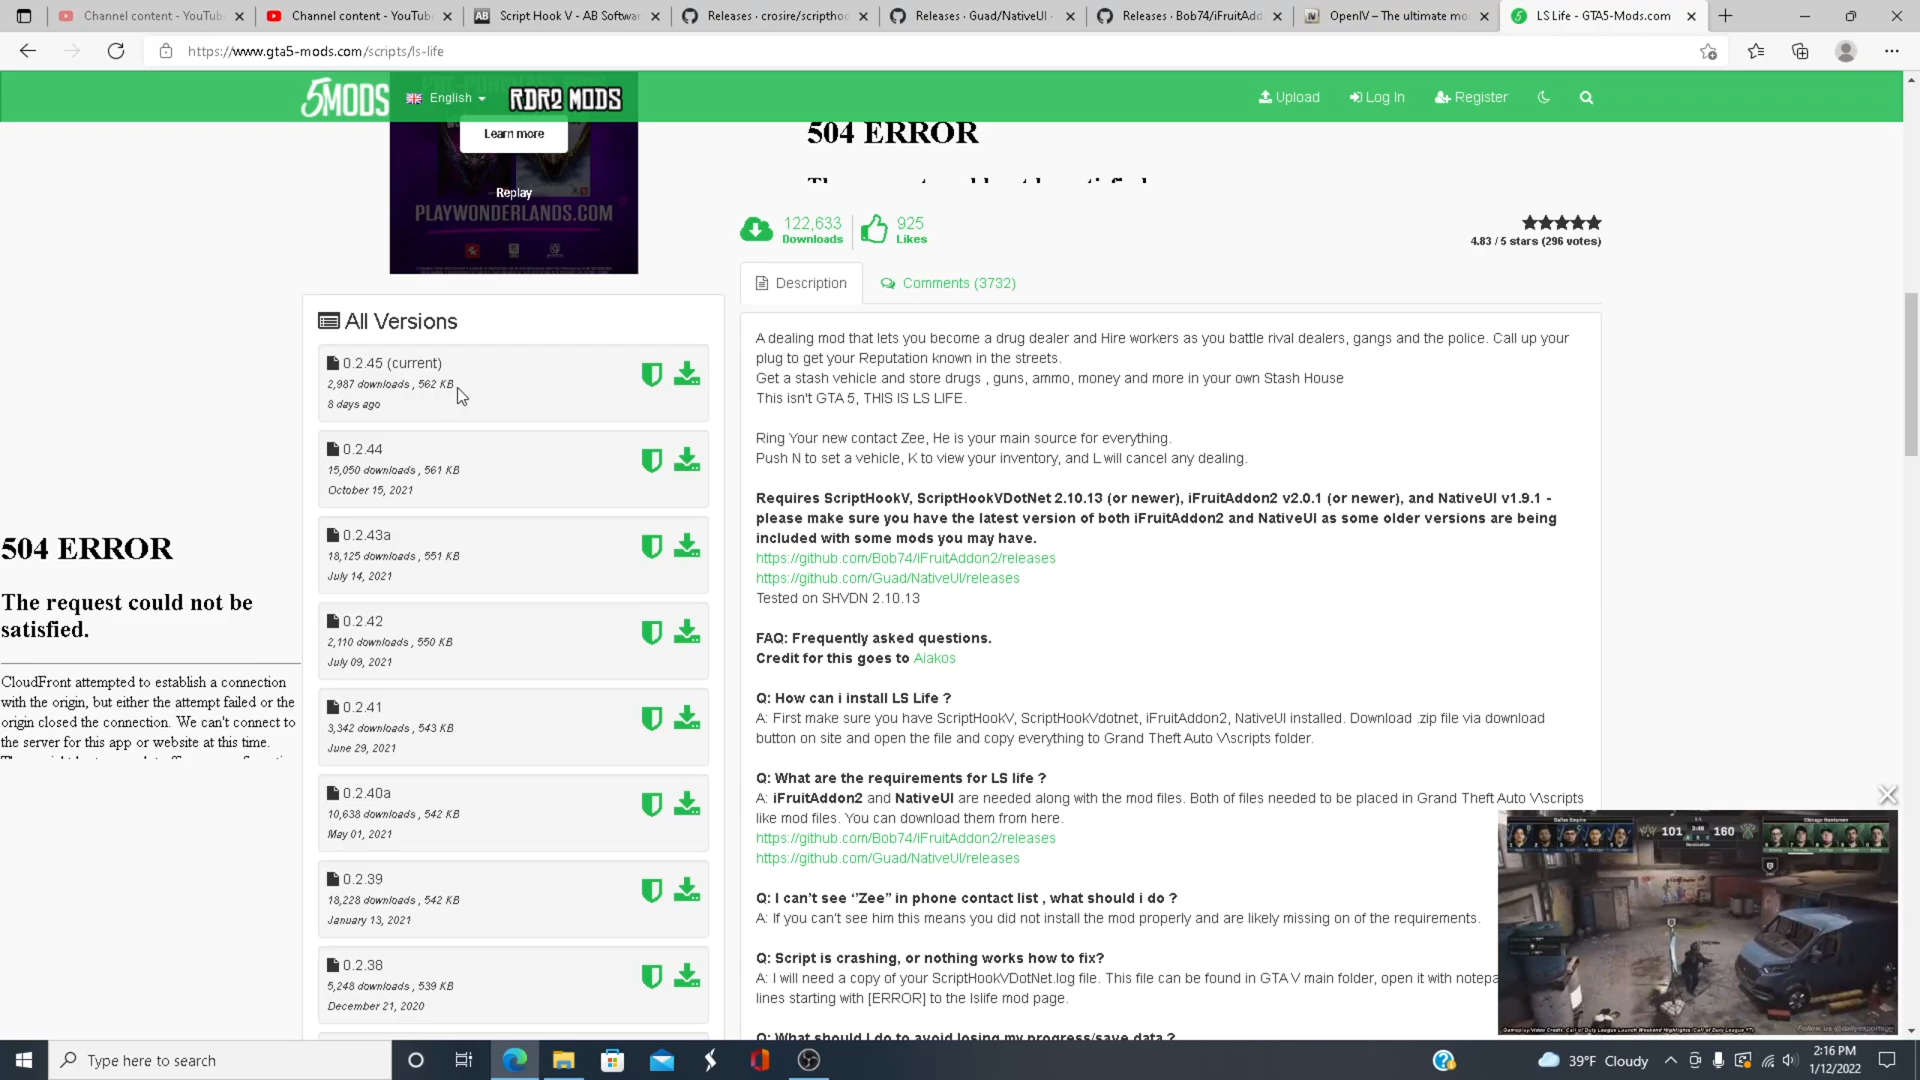 Channel content - YouTub
Channel content - YouTub
AB Script Hook V - AB Softwar
Releases · crosire/scripthoo
Releases · Guad/NativeUI ·
Releases · Bob74/iFruitAdd
OpenIV – The ultimate mo
LS Life - GTA5-Mods.com
https://www.gta5-mods.com/scripts/ls-life
5MODS
English
RDR2 MODS
Upload
Log In
Register
Learn more
Replay
PLAYWONDERLANDS.COM
504 ERROR
122,633
Downloads
925
Likes
4.83 / 5 stars (296 votes)
Description
Comments (3732)
All Versions
0.2.45 (current)
2,987 downloads , 562 KB
8 days ago
0.2.44
15,050 downloads , 561 KB
October 15, 2021
0.2.43a
18,125 downloads , 551 KB
July 14, 2021
0.2.42
2,110 downloads , 550 KB
July 09, 2021
0.2.41
3,342 downloads , 543 KB
June 29, 2021
0.2.40a
10,638 downloads , 542 KB
May 01, 2021
0.2.39
18,228 downloads , 542 KB
January 13, 2021
0.2.38
5,248 downloads , 539 KB
December 21, 2020
504 ERROR
The request could not be
satisfied.
CloudFront attempted to establish a connection
with the origin, but either the attempt failed or the
origin closed the connection. We can't connect to
the server for this app or website at this time.
A dealing mod that lets you become a drug dealer and Hire workers as you battle rival dealers, gangs and the police. Call up your
plug to get your Reputation known in the streets.
Get a stash vehicle and store drugs , guns, ammo, money and more in your own Stash House
This isn't GTA 5, THIS IS LS LIFE.
Ring Your new contact Zee, He is your main source for everything.
Push N to set a vehicle, K to view your inventory, and L will cancel any dealing.
Requires ScriptHookV, ScriptHookVDotNet 2.10.13 (or newer), iFruitAddon2 v2.0.1 (or newer), and NativeUI v1.9.1 -
please make sure you have the latest version of both iFruitAddon2 and NativeUI as some older versions are being
included with some mods you may have.
https://github.com/Bob74/iFruitAddon2/releases
https://github.com/Guad/NativeUI/releases
Tested on SHVDN 2.10.13
FAQ: Frequently asked questions.
Credit for this goes to Aiakos
Q: How can i install LS Life ?
A: First make sure you have ScriptHookV, ScriptHookVdotnet, iFruitAddon2, NativeUI installed. Download .zip file via download
button on site and open the file and copy everything to Grand Theft Auto V\scripts folder.
Q: What are the requirements for LS life ?
A: iFruitAddon2 and NativeUI are needed along with the mod files. Both of files needed to be placed in Grand Theft Auto V\scripts
like mod files. You can download them from here.
https://github.com/Bob74/iFruitAddon2/releases
https://github.com/Guad/NativeUI/releases
Q: I can't see ‘'Zee” in phone contact list , what should i do ?
A: If you can't see him this means you did not install the mod properly and are likely missing on of the requirements.
Q: Script is crashing, or nothing works how to fix?
A: I will need a copy of your ScriptHookVDotNet.log file. This file can be found in GTA V main folder, open it with notepa
lines starting with [ERROR] to the lslife mod page.
Q: What should I do to avoid losing my progress/save data ?
Dallas Empire
101
3:46
160
Type here to search
39°F Cloudy
2:16 PM
1/12/2022